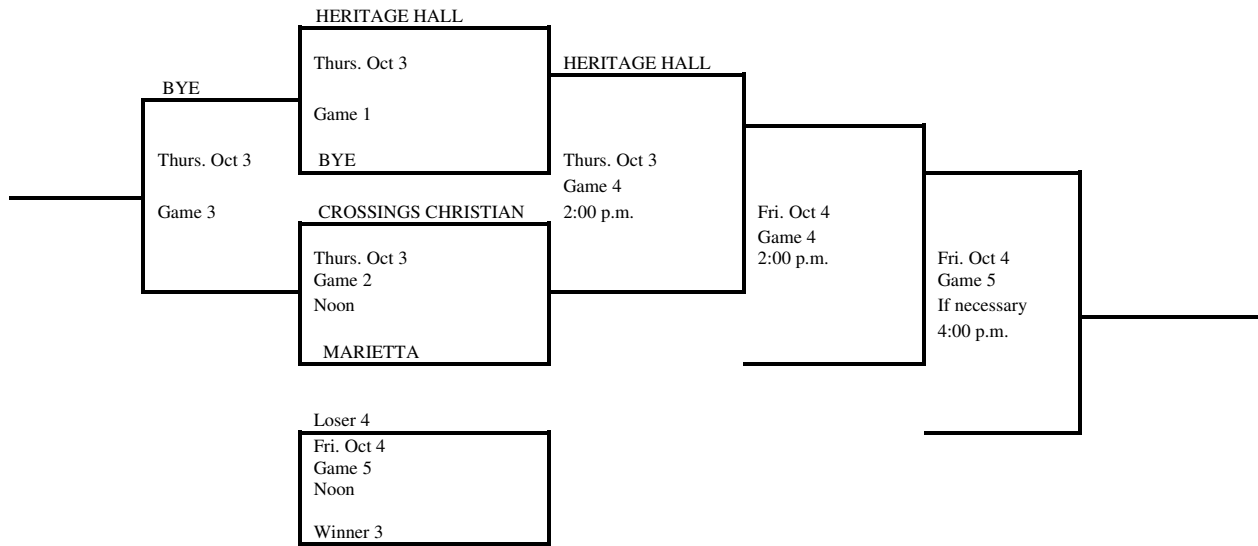 HERITAGE HALL
Thurs. Oct 3
HERITAGE HALL
BYE
Game 1
Thurs. Oct 3
BYE
Thurs. Oct 3
Game 4
2:00 p.m.
Game 3
CROSSINGS CHRISTIAN
Fri. Oct 4
Game 4
2:00 p.m.
Thurs. Oct 3
Game 2
Noon
Fri. Oct 4
Game 5
If necessary
4:00 p.m.
MARIETTA
Loser 4
Fri. Oct 4
Game 5
Noon
Winner 3